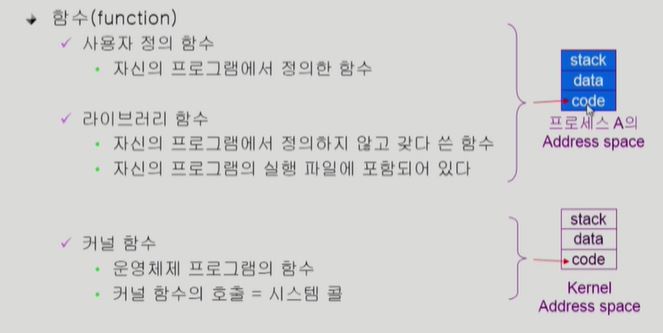 함수(function)
✓ 사용자 정의 함수
• 자신의 프로그램에서 정의한 함수
✓ 라이브러리 함수
• 자신의 프로그램에서 정의하지 않고 갖다 쓴 함수
• 자신의 프로그램의 실행 파일에 포함되어 있다
✓ 커널 함수
• 운영체제 프로그램의 함수
• 커널 함수의 호출 = 시스템 콜
stack
data
code
프로세스 A의
Address space
stack
data
code
Kernel
Address space